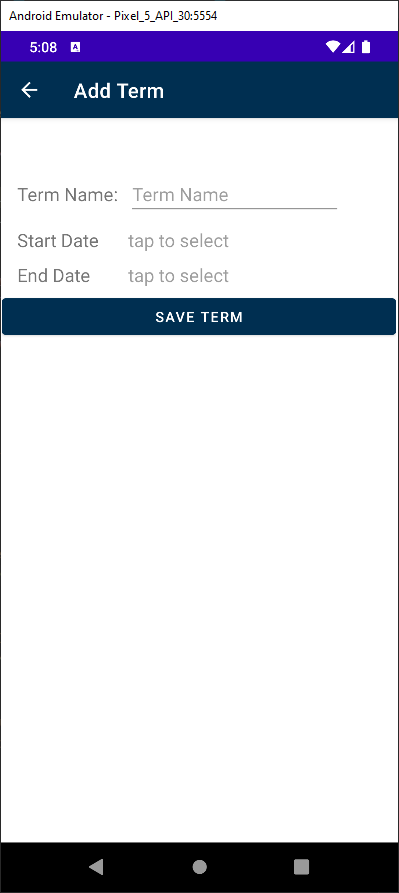 Android Emulator - Pixel_5_API_30:5554
5:08 A
Add Term
Term Name: Term Name
Start Date tap to select
End Date tap to select
SAVE TERM